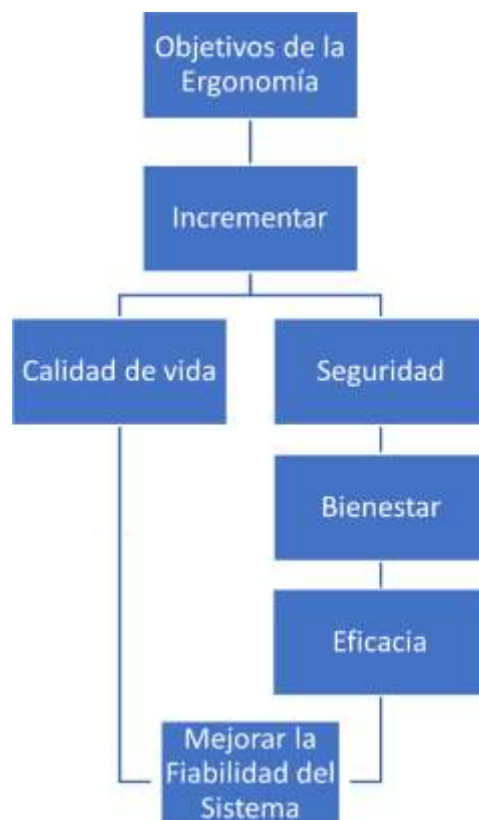 Objetivos de la
Ergonomía
Incrementar
Calidad de vida
Seguridad
Bienestar
Eficacia
Mejorar la
Fiabilidad del
Sistema